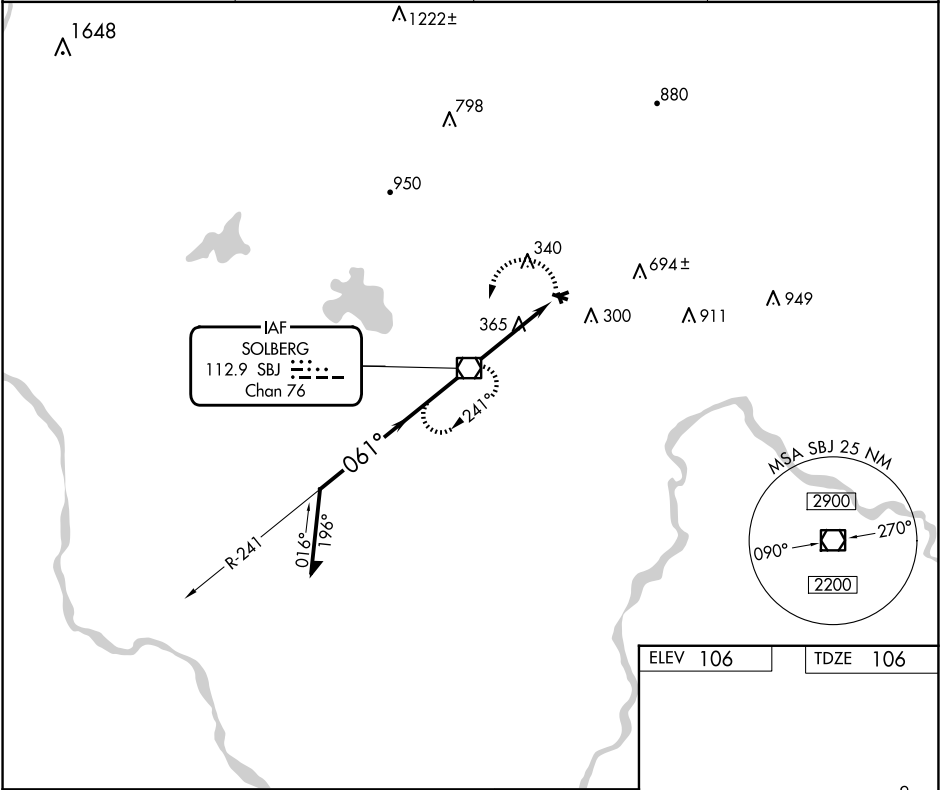 1648
1222±
798
880
950
340
694±
949
365
300
911
IAF
SOLBERG
112.9 SBJ
Chan 76
241°
061°
R-241
016°
196°
MSA SBJ 25 NM
2900
090°
270°
2200
ELEV 106
TDZE 106